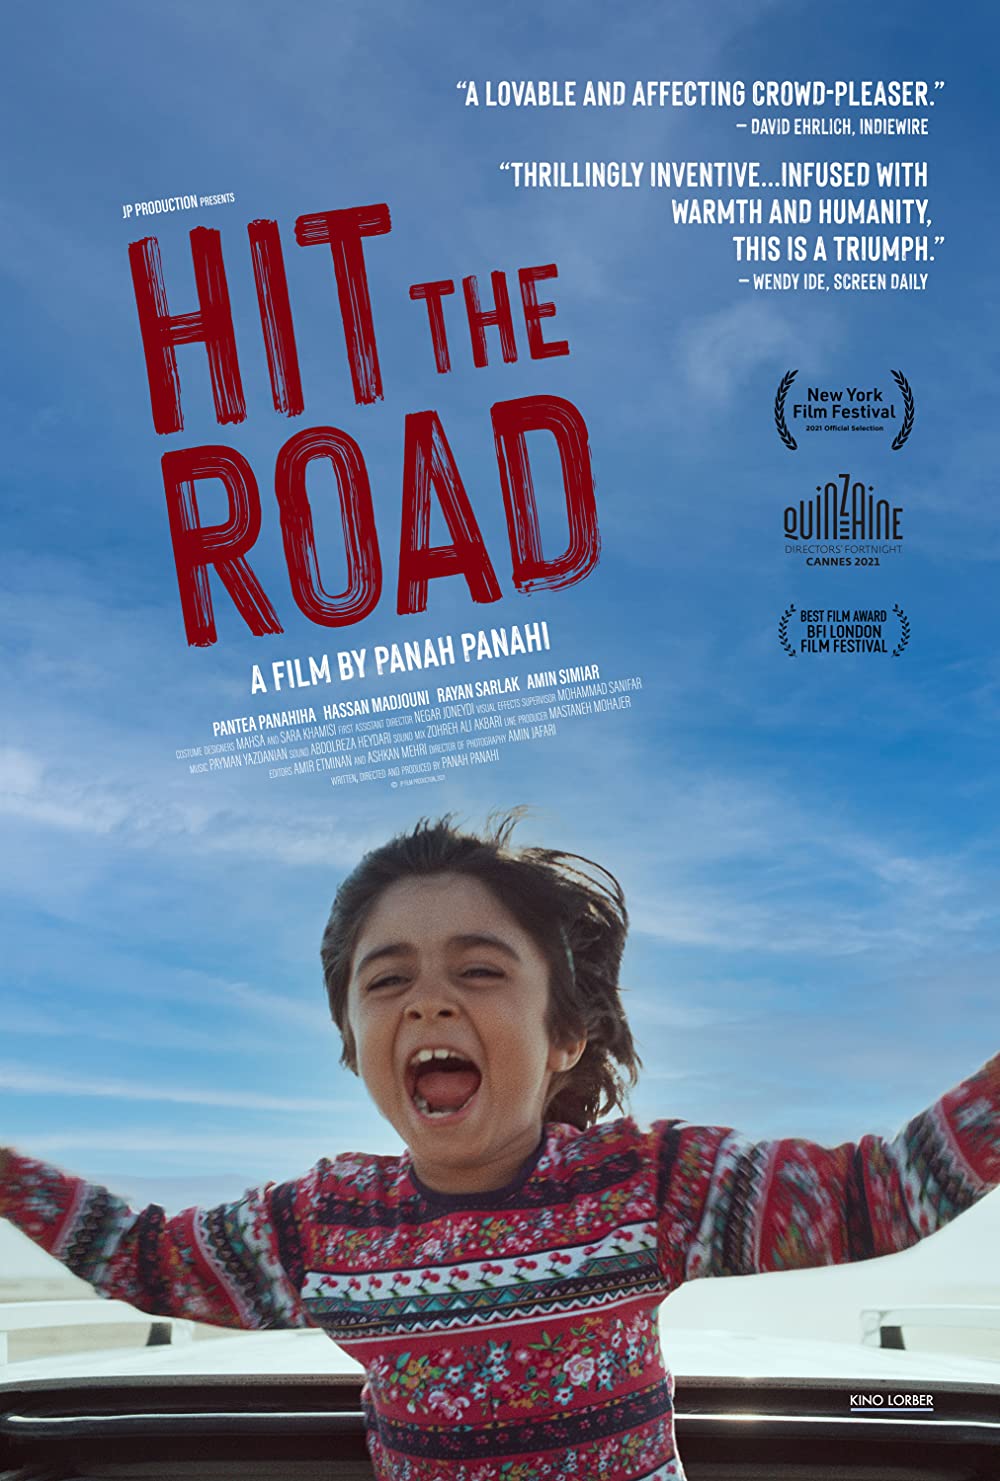 “A LOVABLE AND AFFECTING CROWD-PLEASER.”
– DAVID EHRLICH, INDIEWIRE
“THRILLINGLY INVENTIVE...INFUSED WITH
WARMTH AND HUMANITY,
THIS IS A TRIUMPH.”
– WENDY IDE, SCREEN DAILY
JP PRODUCTION PRESENTS
HIT THE
ROAD
A FILM BY PANAH PANAHI
PANTEA PANAHIHA HASSAN MADJOUNI RAYAN SARLAK AMIN SIMIAR
COSTUME DESIGNERS MAHSA AND SARA KHAMISI FIRST ASSISTANT DIRECTOR NEGAR JONEYDI VISUAL EFFECTS SUPERVISOR MOHAMMAD SANIFAR
MUSIC PAYMAN YAZDANIAN SOUND ABDOLREZA HEYDARI SOUND MIX ZOHREH ALI AKBARI LINE PRODUCER MASTANEH MOHAJER
EDITORS AMIR ETMINAN AND ASHKAN MEHRI DIRECTOR OF PHOTOGRAPHY AMIN JAFARI
WRITTEN, DIRECTED AND PRODUCED BY PANAH PANAHI
© JP FILM PRODUCTION, 2021
New York
Film Festival
2021 Official Selection
QUINZAINE
DIRECTORS’ FORTNIGHT
CANNES 2021
BEST FILM AWARD
BFI LONDON
FILM FESTIVAL
KINO LORBER